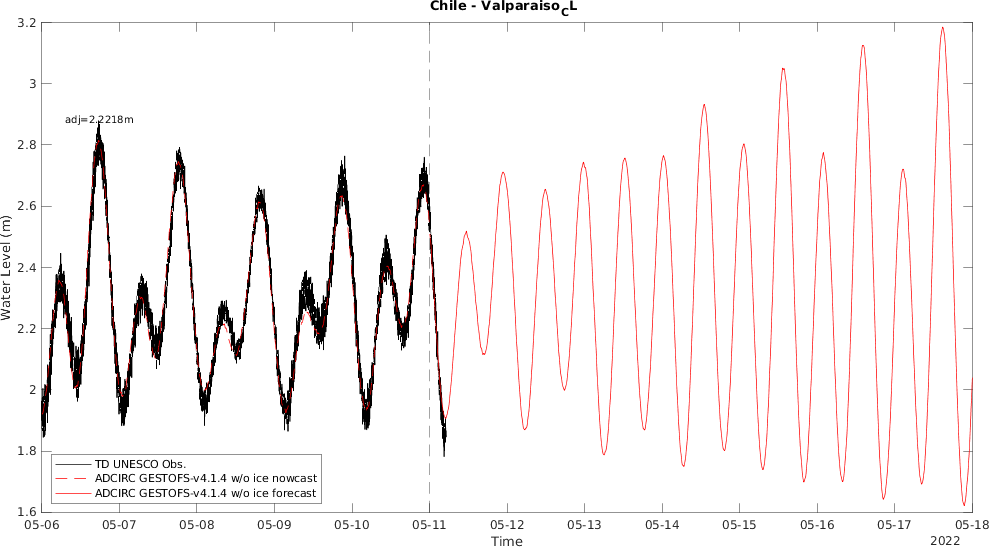 Chile - ValparaisoCL
3.2
3
2.8
2.6
2.4
2.2
2
1.8
1.6
Water Level (m)
adj=2.2218m
TD UNESCO Obs.
ADCIRC GESTOFS-v4.1.4 w/o ice nowcast
ADCIRC GESTOFS-v4.1.4 w/o ice forecast
05-06 05-07 05-08 05-09 05-10 05-11 05-12 05-13 05-14 05-15 05-16 05-17 05-18
Time
2022